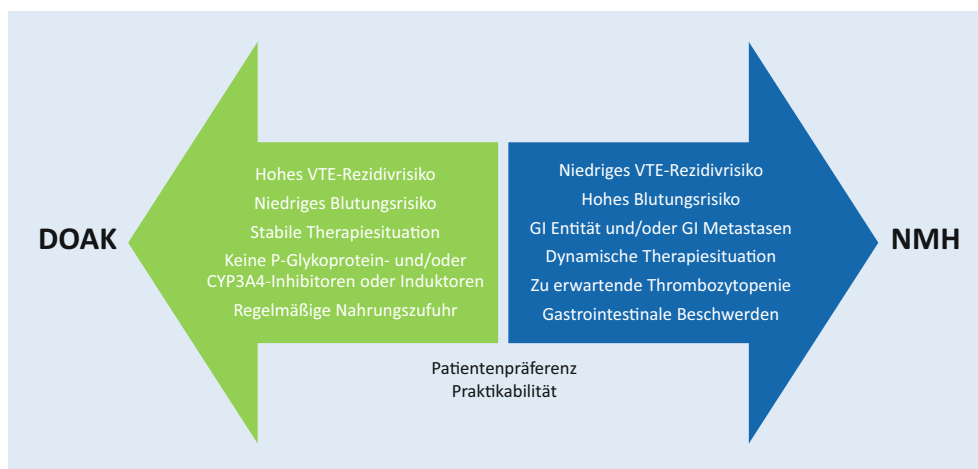 DOAK
Hohes VTE-Rezidivrisiko
Niedriges Blutungsrisiko
Stabile Therapiesituation
Keine P-Glykoprotein- und/oder
CYP3A4-Inhibitoren oder Induktoren
Regelmäßige Nahrungszufuhr
Niedriges VTE-Rezidivrisiko
Hohes Blutungsrisiko
GI Entität und/oder GI Metastasen
Dynamische Therapiesituation
Zu erwartende Thrombozytopenie
Gastrointestinale Beschwerden
NMH
Patientenpräferenz
Praktikabilität